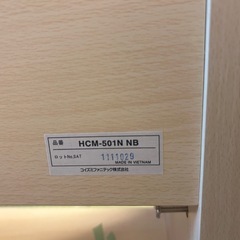 品番 HCM-501N NB
ロットNo.XAT 1111029
MADE IN VIETNAM
コイズミファニテック株式会社